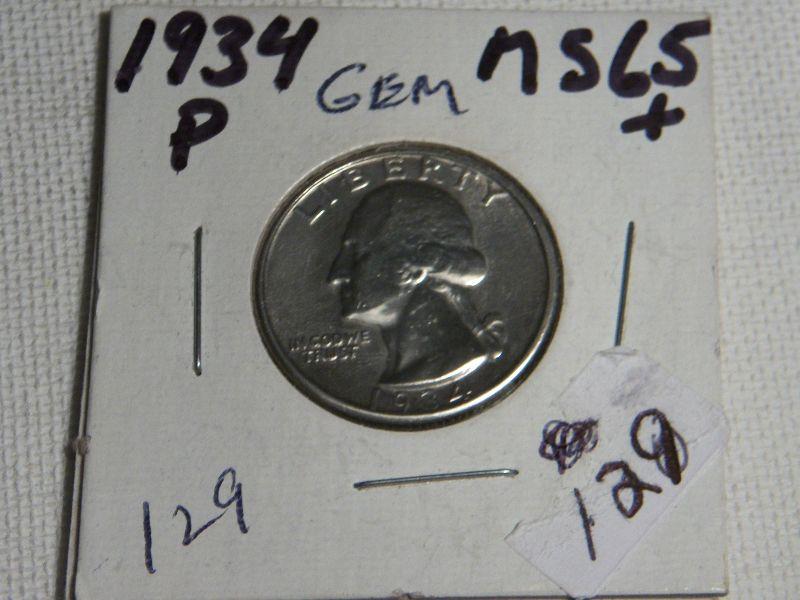 1934 GEM MS65
P +
LIBERTY
IN GOD WE
TRUST
1934
129
129